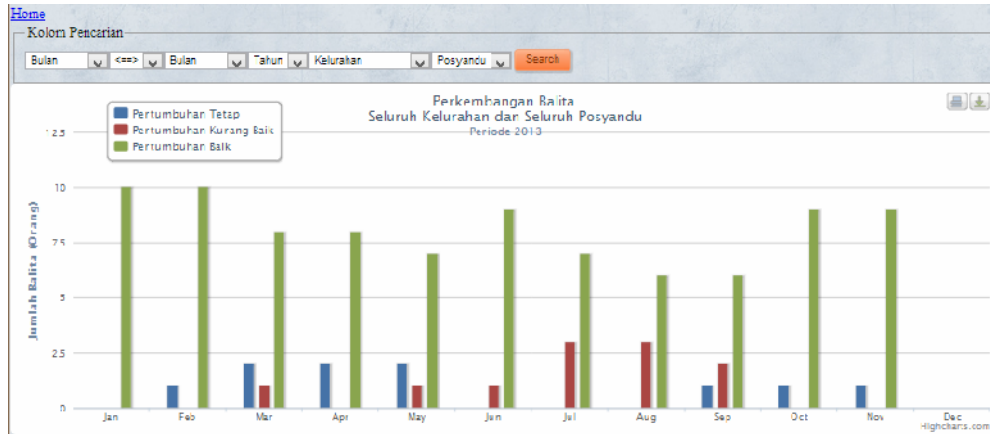 Home
Kolom Pencarian
Bulan <==> Bulan Tahun Kelurahan Posyandu Search
Perkembangan Balita
Seluruh Kelurahan dan Seluruh Posyandu
Periode 2013
Pertumbuhan Tetap
Pertumbuhan Kurang Baik
Pertumbuhan Baik
Jumlah Balita (Orang)
12.5
10
7.5
5
2.5
0
Jan Feb Mar Apr May Jun Jul Aug Sep Oct Nov Dec
Highcharts.com